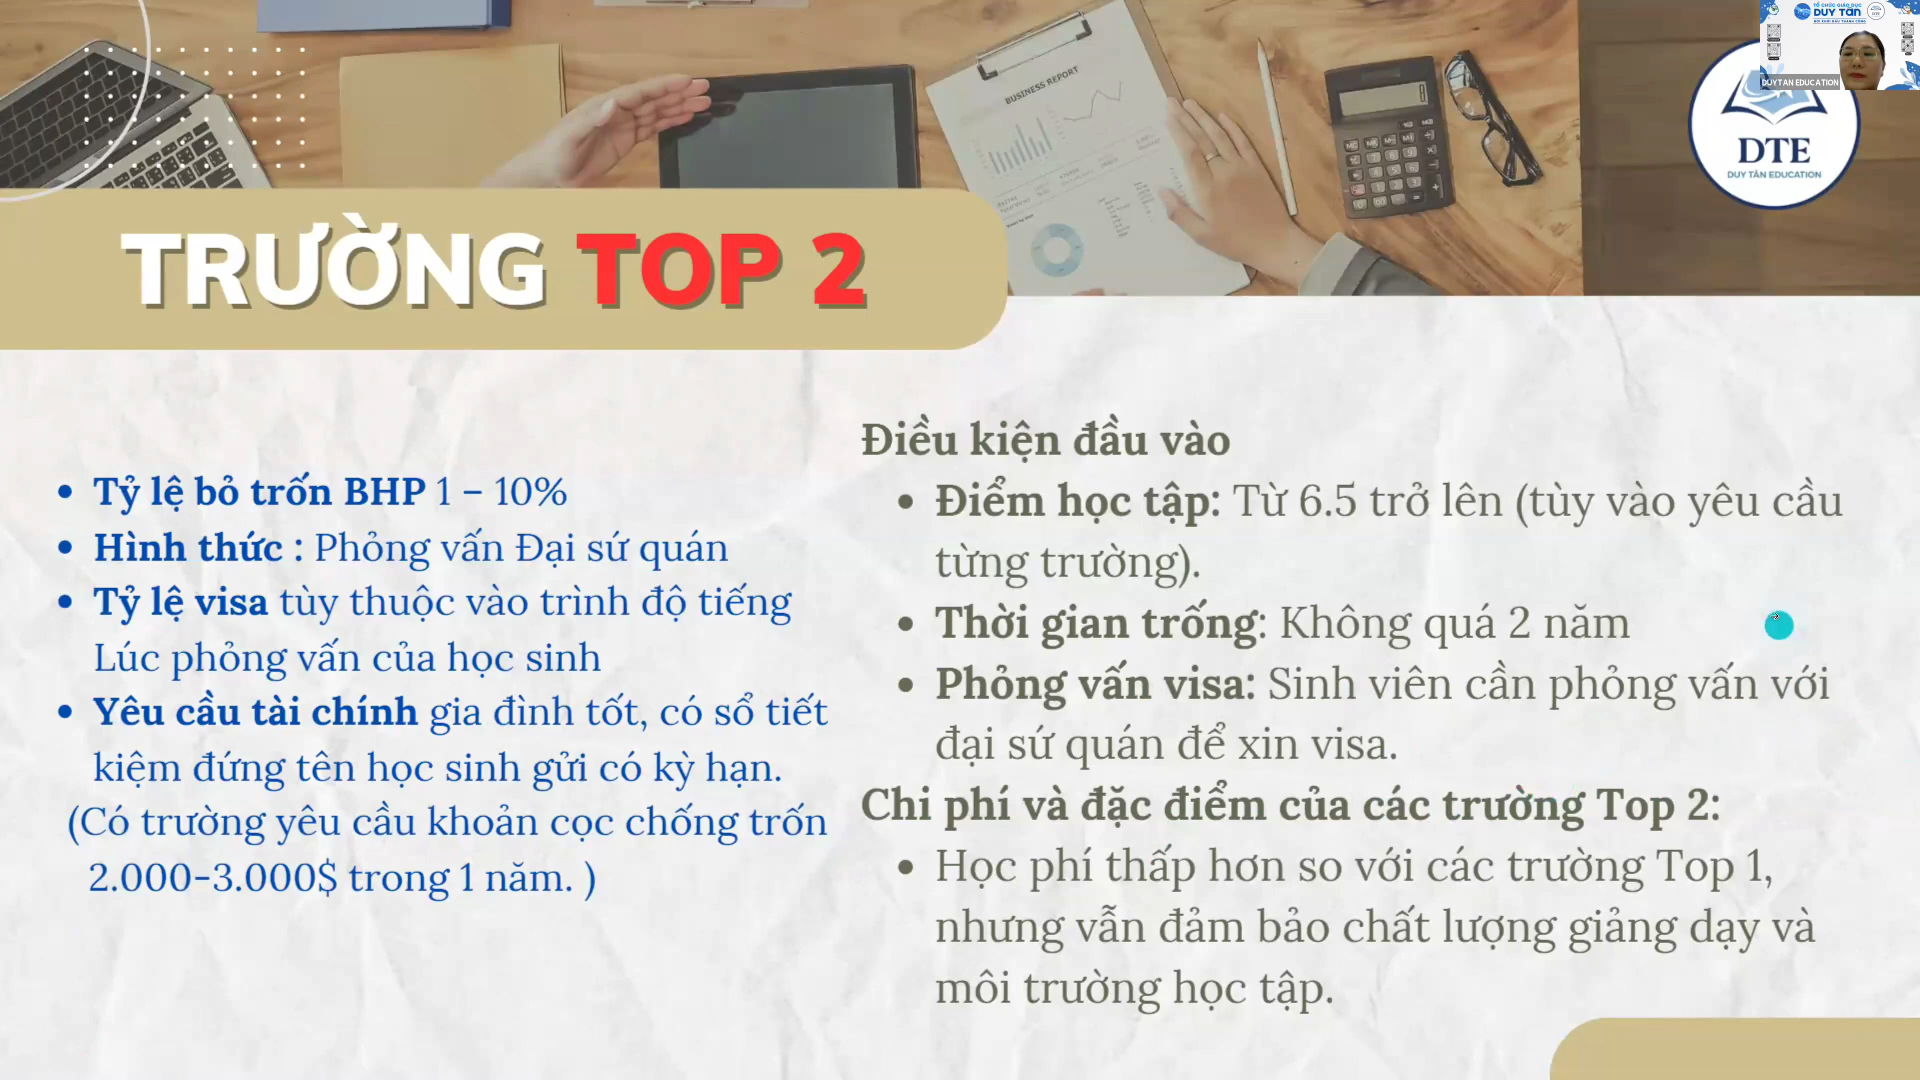 BUSINESS REPORT
TỔ CHỨC GIÁO DỤC
DUY TÂN
DUYTAN EDUCATION
DTE
DUY TÂN EDUCATION
TRƯỜNG TOP 2
• Tỷ lệ bỏ trốn BHP 1 – 10%
• Hình thức : Phỏng vấn Đại sứ quán
• Tỷ lệ visa tùy thuộc vào trình độ tiếng
Lúc phỏng vấn của học sinh
• Yêu cầu tài chính gia đình tốt, có sổ tiết
kiệm đứng tên học sinh gửi có kỳ hạn.
(Có trường yêu cầu khoản cọc chống trốn
2.000-3.000$ trong 1 năm. )
Điều kiện đầu vào
• Điểm học tập: Từ 6.5 trở lên (tùy vào yêu cầu
từng trường).
• Thời gian trống: Không quá 2 năm
• Phỏng vấn visa: Sinh viên cần phỏng vấn với
đại sứ quán để xin visa.
Chi phí và đặc điểm của các trường Top 2:
• Học phí thấp hơn so với các trường Top 1,
nhưng vẫn đảm bảo chất lượng giảng dạy và
môi trường học tập.